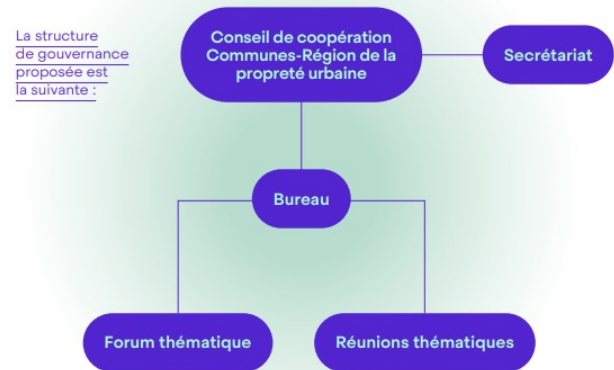 La structure
de gouvernance
proposée est
la suivante :
Conseil de coopération
Communes-Région de la
propreté urbaine
Secrétariat
Bureau
Forum thématique
Réunions thématiques